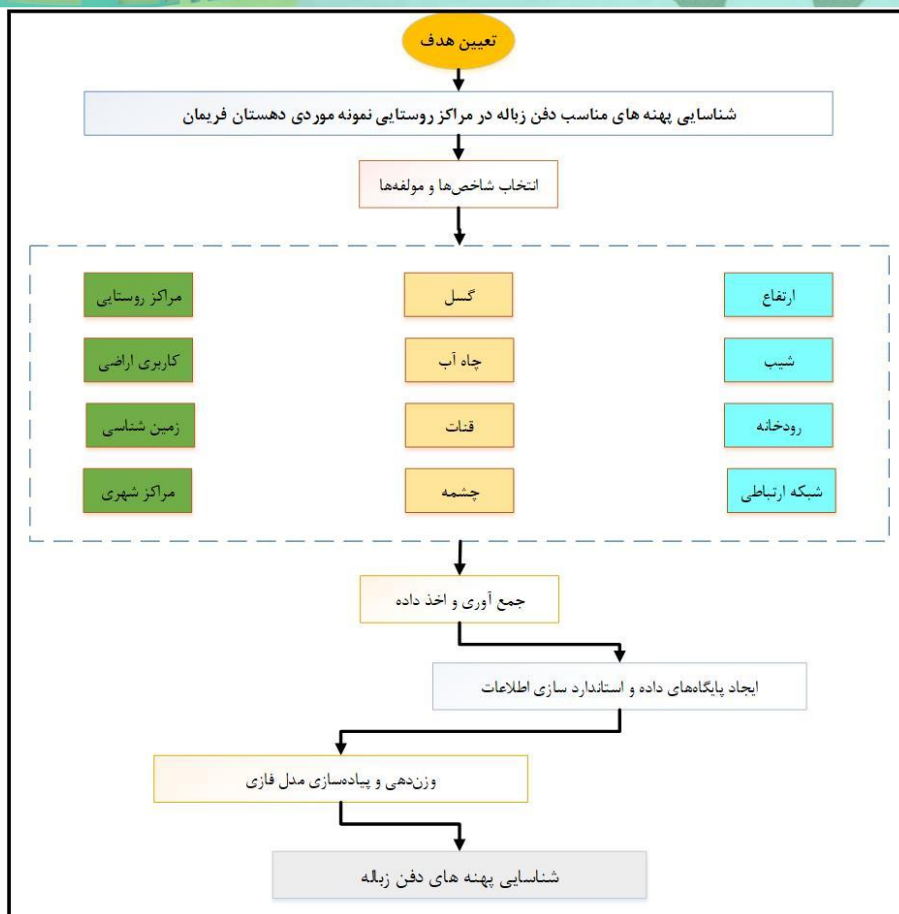 تعیین هدف
شناسایی پهنه های مناسب دفن زباله در مراکز روستایی نمونه موردی دهستان فریمان
انتخاب شاخص‌ها و مولفه‌ها
ارتفاع
گسل
مراکز روستایی
شیب
چاه آب
کاربری اراضی
رودخانه
قنات
زمین شناسی
شبکه ارتباطی
چشمه
مراکز شهری
جمع آوری و اخذ داده
ایجاد پایگاه‌های داده و استاندارد سازی اطلاعات
وزن‌دهی و پیاده‌سازی مدل فازی
شناسایی پهنه های دفن زباله